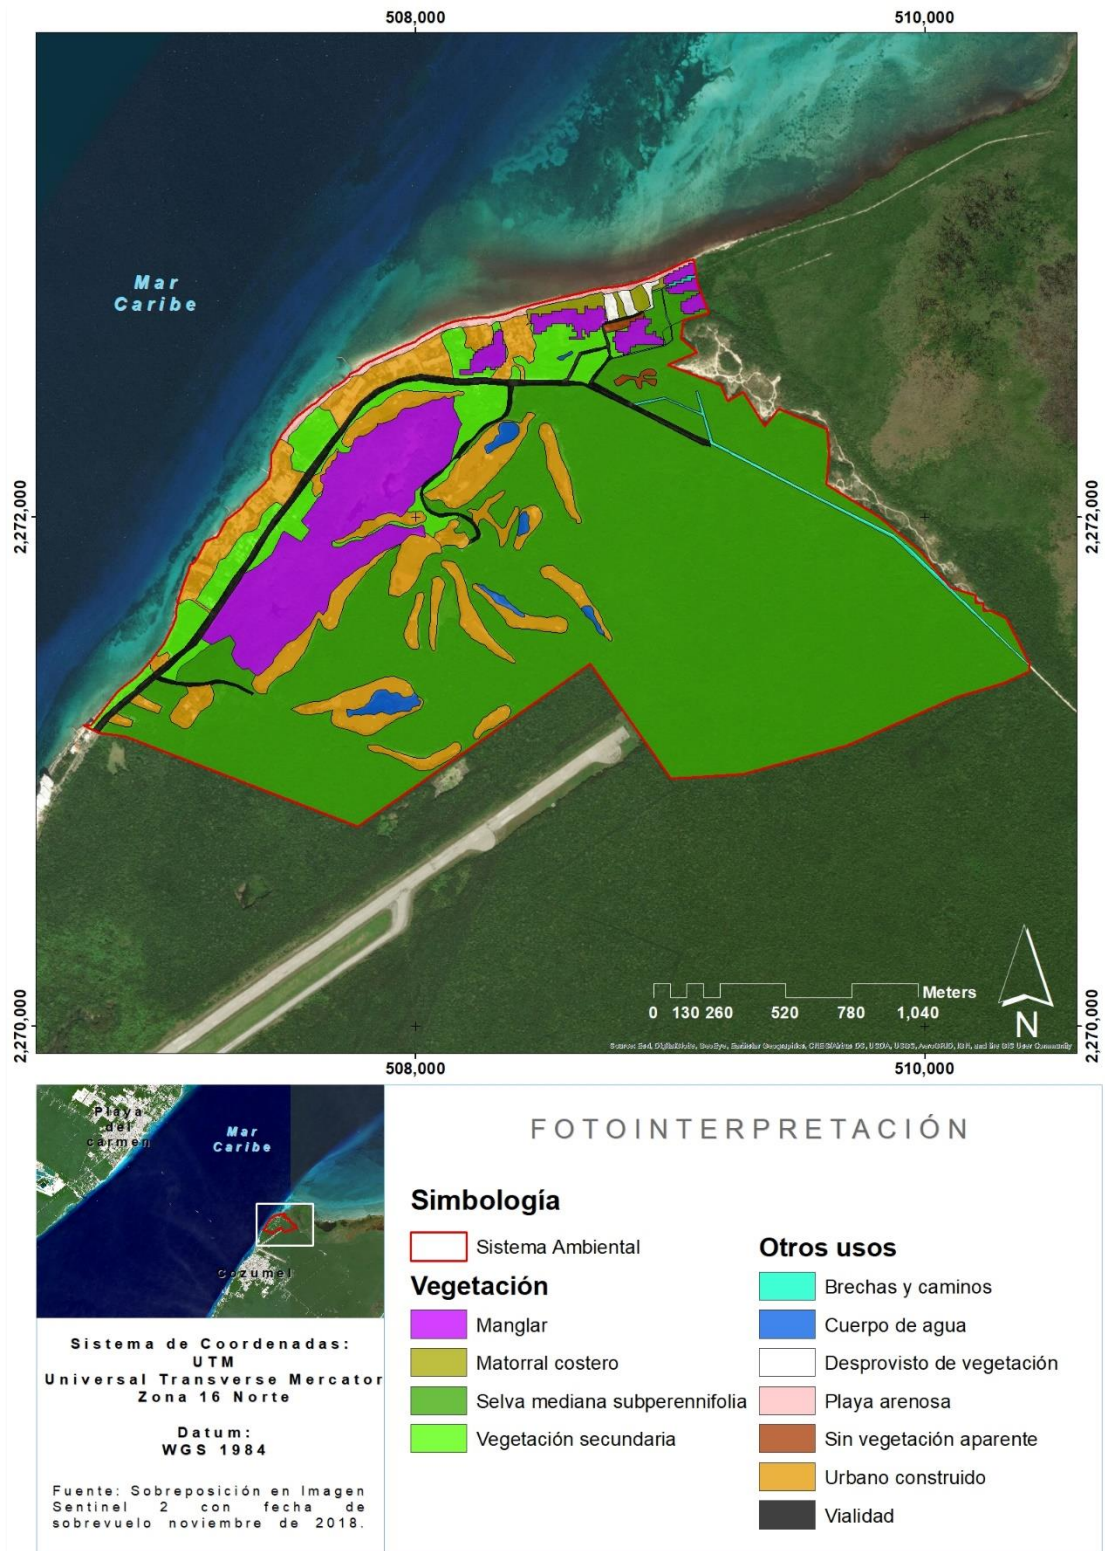 508,000
510,000
Mar
Caribe
2,272,000
2,272,000
Meters
0 130 260 520 780 1,040
N
2,270,000
2,270,000
508,000
510,000
Playa
del
carmen
Mar
Caribe
cozumel
Sistema de Coordenadas:
UTM
Universal Transverse Mercator
Zona 16 Norte
Datum:
WGS 1984
Fuente: Sobreposición en Imagen
Sentinel 2 con fecha de
sobrevuelo noviembre de 2018.
FOTOINTERPRETACIÓN
Simbología
Sistema Ambiental
Vegetación
Manglar
Matorral costero
Selva mediana subperennifolia
Vegetación secundaria
Otros usos
Brechas y caminos
Cuerpo de agua
Desprovisto de vegetación
Playa arenosa
Sin vegetación aparente
Urbano construido
Vialidad